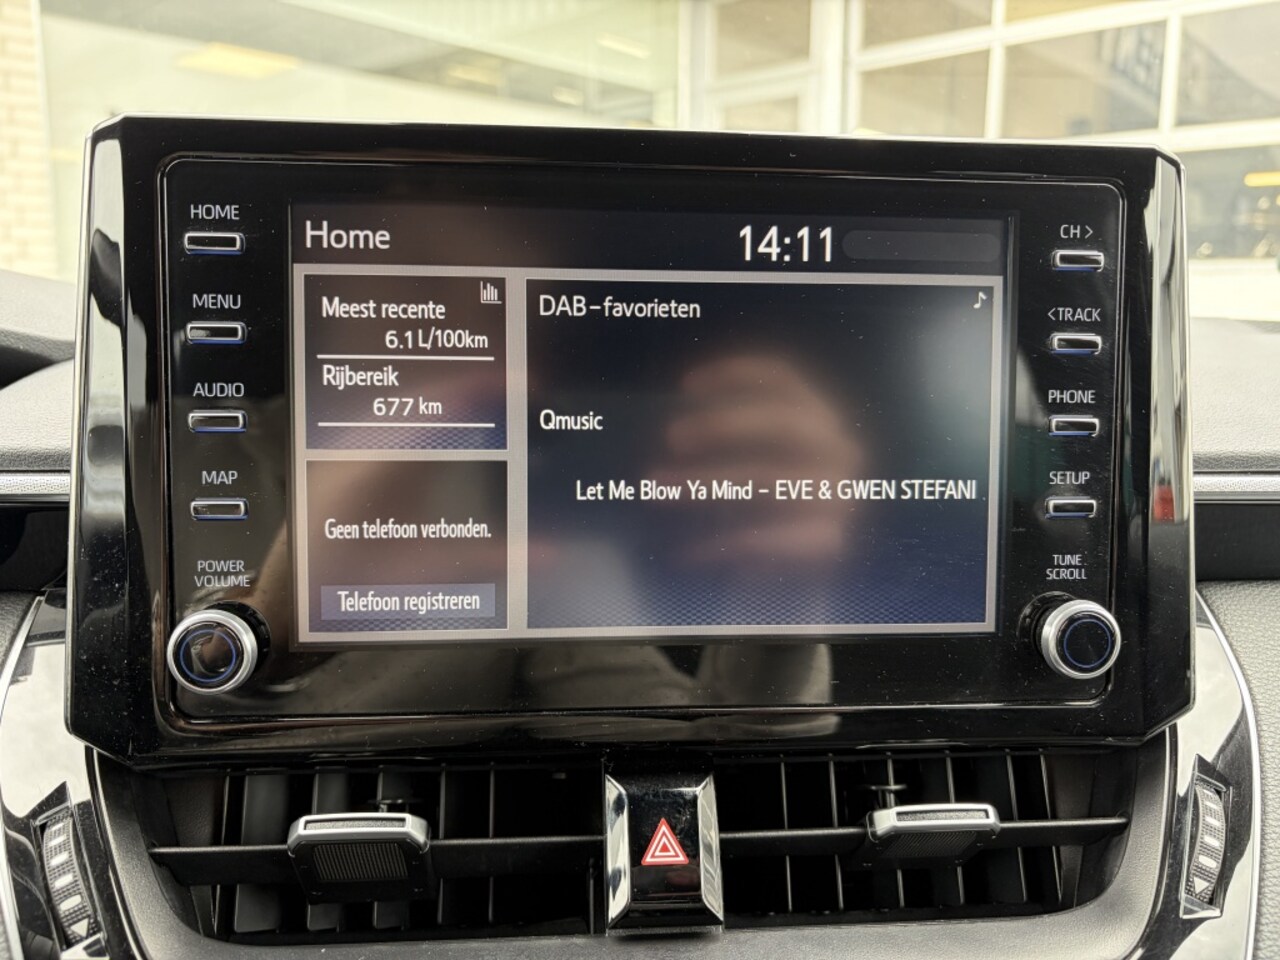 HOME
MENU
AUDIO
MAP
POWER
VOLUME
Home
14:11
Meest recente
6.1 L/100km
Rijbereik
677 km
Geen telefoon verbonden.
Telefoon registreren
DAB-favorieten
Qmusic
Let Me Blow Ya Mind - EVE & GWEN STEFANI
CH >
<TRACK
PHONE
SETUP
TUNE
SCROLL